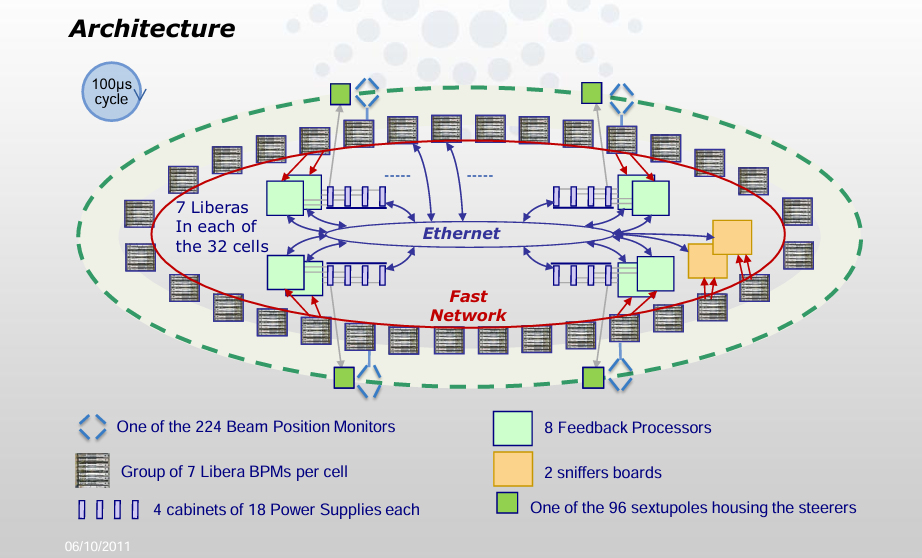 Architecture
100µs
cycle
7 Liberas
In each of
the 32 cells
Ethernet
Fast
Network
One of the 224 Beam Position Monitors
8 Feedback Processors
Group of 7 Libera BPMs per cell
2 sniffers boards
4 cabinets of 18 Power Supplies each
One of the 96 sextupoles housing the steerers
06/10/2011